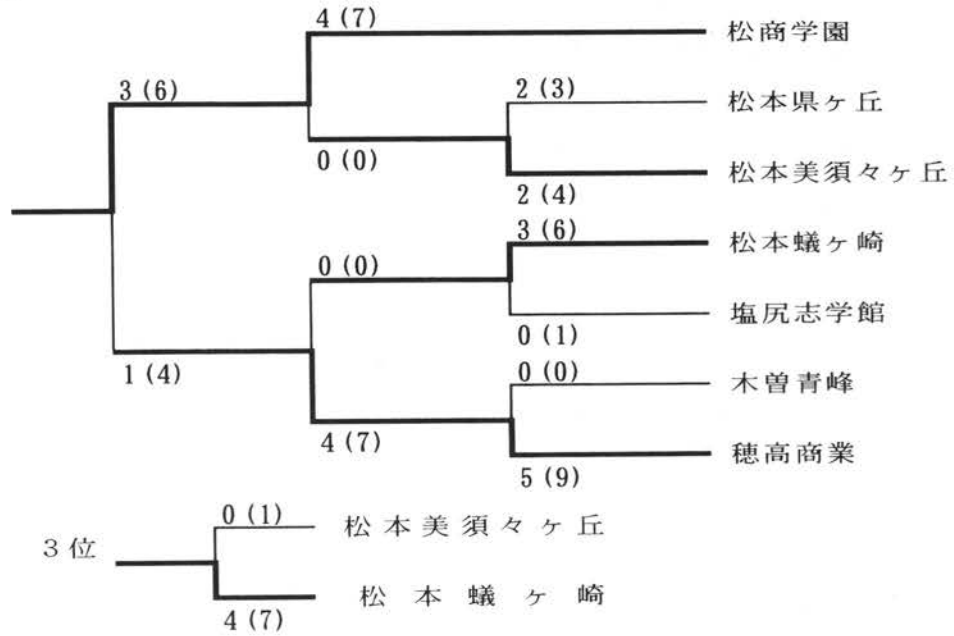 4 (7)
松商学園
3 (6)
2 (3)
松本県ヶ丘
0 (0)
松本美須々ヶ丘
2 (4)
3 (6)
松本蟻ヶ崎
0 (0)
塩尻志学館
0 (1)
1 (4)
0 (0)
木曽青峰
4 (7)
穂高商業
5 (9)
0 (1)
松本美須々ヶ丘
3位
松本蟻ヶ崎
4 (7)